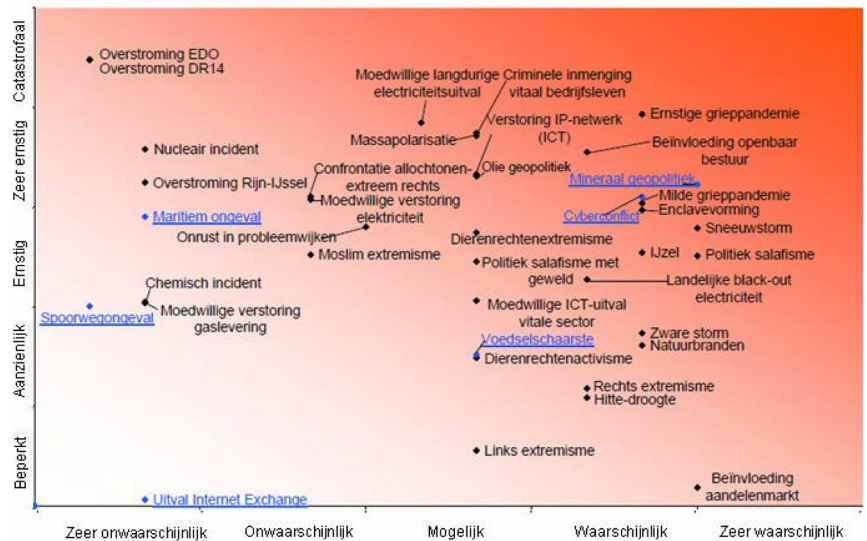 Catastrofaal
Zeer ernstig
Ernstig
Aanzienlijk
Beperkt
Overstroming EDO
Overstroming DR14
Moedwillige langdurige
electriciteitsuitval
Criminele inmenging
vitaal bedrijfsleven
Ernstige grieppandemie
Massapolarisatie
Verstoring IP-netwerk
(ICT)
Beïnvloeding openbaar
bestuur
Nucleair incident
Confrontatie allochtonen-
extreem rechts
Olie geopolitiek
Mineraal geopolitiek
Overstroming Rijn-IJssel
Moedwillige verstoring
elektriciteit
Milde grieppandemie
Enclavevorming
Cyberconflict
Maritiem ongeval
Onrust in probleemwijken
Dierenrechtenextremisme
Sneeuwstorm
Moslim extremisme
Politiek salafisme met
geweld
IJzel
Politiek salafisme
Landelijke black-out
electriciteit
Chemisch incident
Moedwillige verstoring
gaslevering
Spoorwegongeval
Moedwillige ICT-uitval
vitale sector
Voedselschaarste
Zware storm
Natuurbranden
Dierenrechtenactivisme
Rechts extremisme
Hitte-droogte
Links extremisme
Beïnvloeding
aandelenmarkt
Uitval Internet Exchange
Zeer onwaarschijnlijk
Onwaarschijnlijk
Mogelijk
Waarschijnlijk
Zeer waarschijnlijk